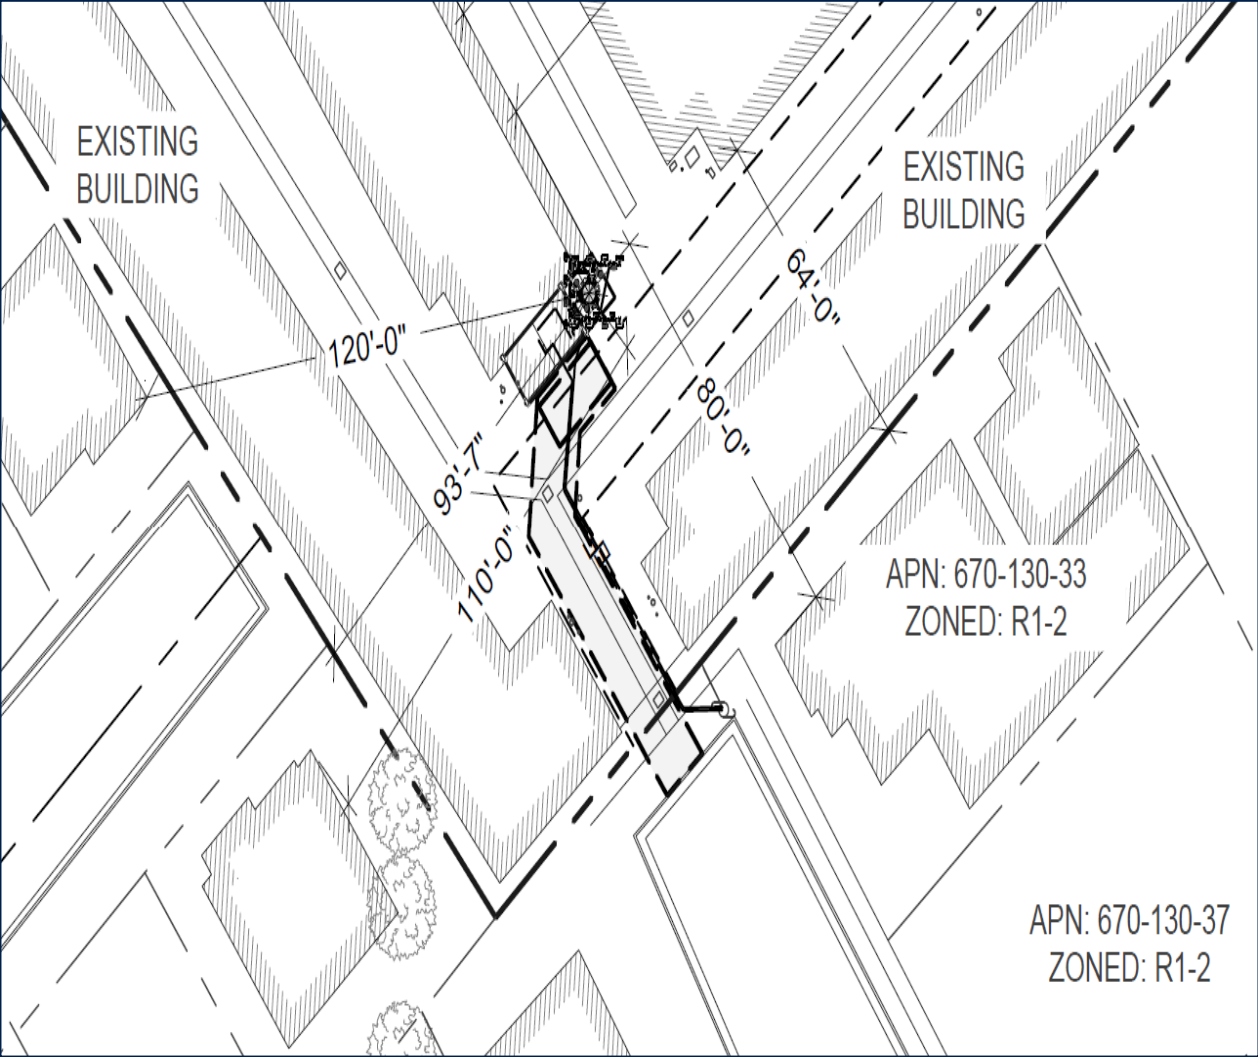 EXISTING
BUILDING
EXISTING
BUILDING
64'-0"
120'-0"
80'-0"
93'-7"
110'-0"
APN: 670-130-33
ZONED: R1-2
APN: 670-130-37
ZONED: R1-2